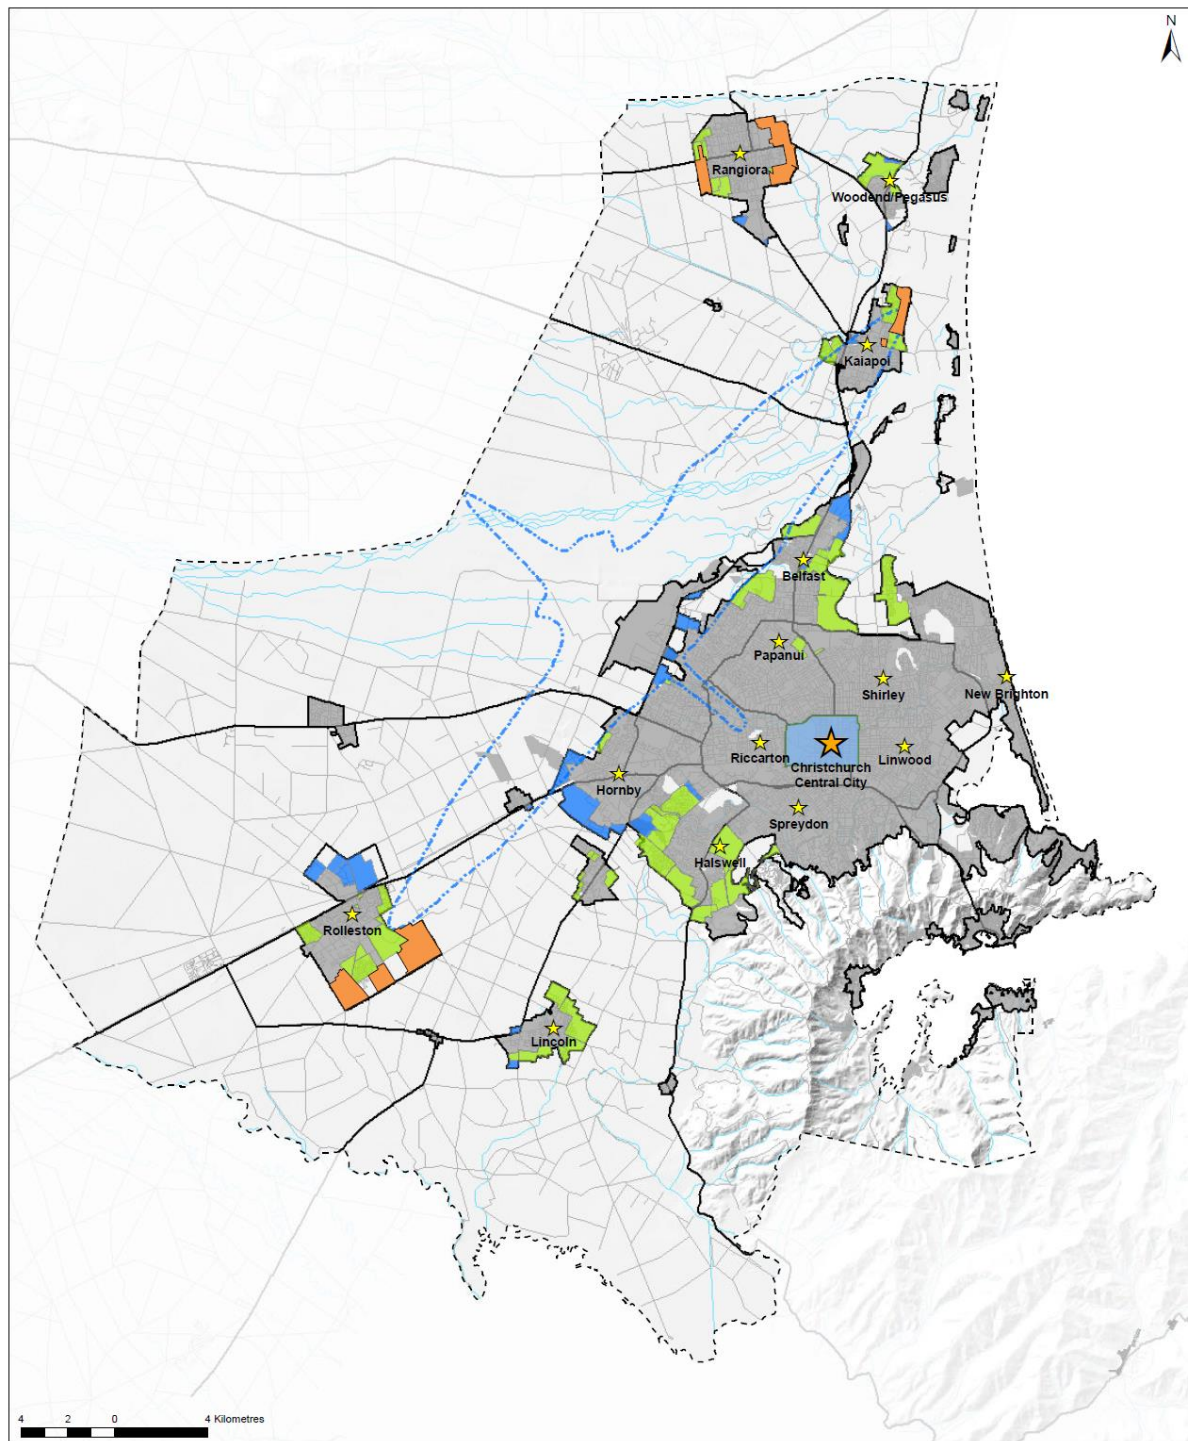 N
Rangiora
Woodend/Pegasus
Kaiapoi
Belfast
Papanui
Shirley
New Brighton
Riccarton
Linwood
Christchurch
Central City
Hornby
Spreydon
Halswell
Rolleston
Lincoln
4 2 0 4 Kilometres